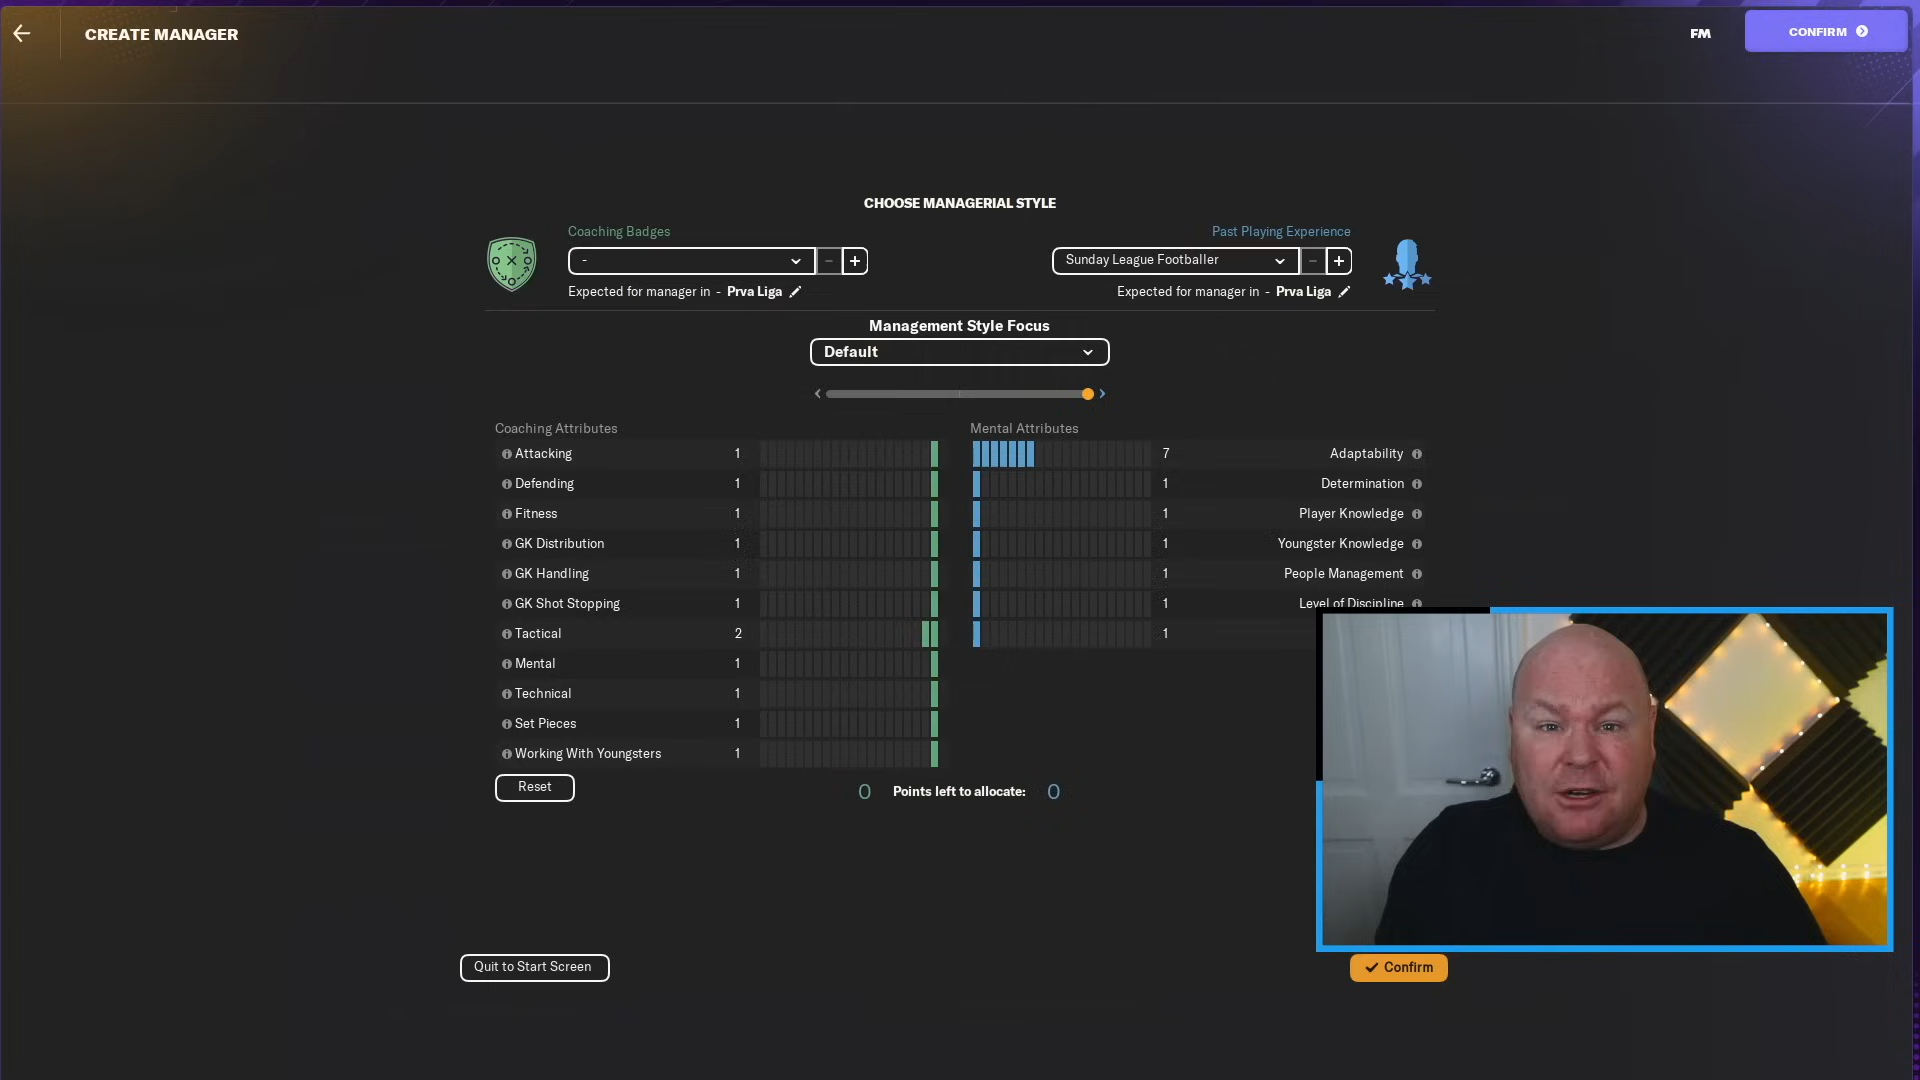 CREATE MANAGER
FM
CONFIRM
CHOOSE MANAGERIAL STYLE
Coaching Badges
Past Playing Experience
-
Sunday League Footballer
Expected for manager in - Prva Liga
Expected for manager in - Prva Liga
Management Style Focus
Default
Coaching Attributes
Mental Attributes
Attacking 1
7 Adaptability
Defending 1
1 Determination
Fitness 1
1 Player Knowledge
GK Distribution 1
1 Youngster Knowledge
GK Handling 1
1 People Management
GK Shot Stopping 1
1 Level of Discipline
Tactical 2
1
Mental 1
Technical 1
Set Pieces 1
Working With Youngsters 1
Reset
0 Points left to allocate: 0
Quit to Start Screen
Confirm